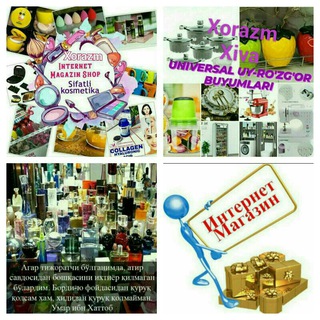 Xorazm
Internet
Magazin Shop
Sifatli
kosmetika
COLLAGEN
Xorazm
Xiva
UNIVERSAL UY-RO'ZG'OR
BUYUMLARI
Агар тижоратчи бўлганимда, атир
савдосидан бошқасини ихтиёр қилмаган
бўлардим. Бордию фойдасидан қуруқ
қолсам ҳам, ҳидидан қуруқ қолмайман.
Умар ибн Хаттоб
Интернет
Магазин